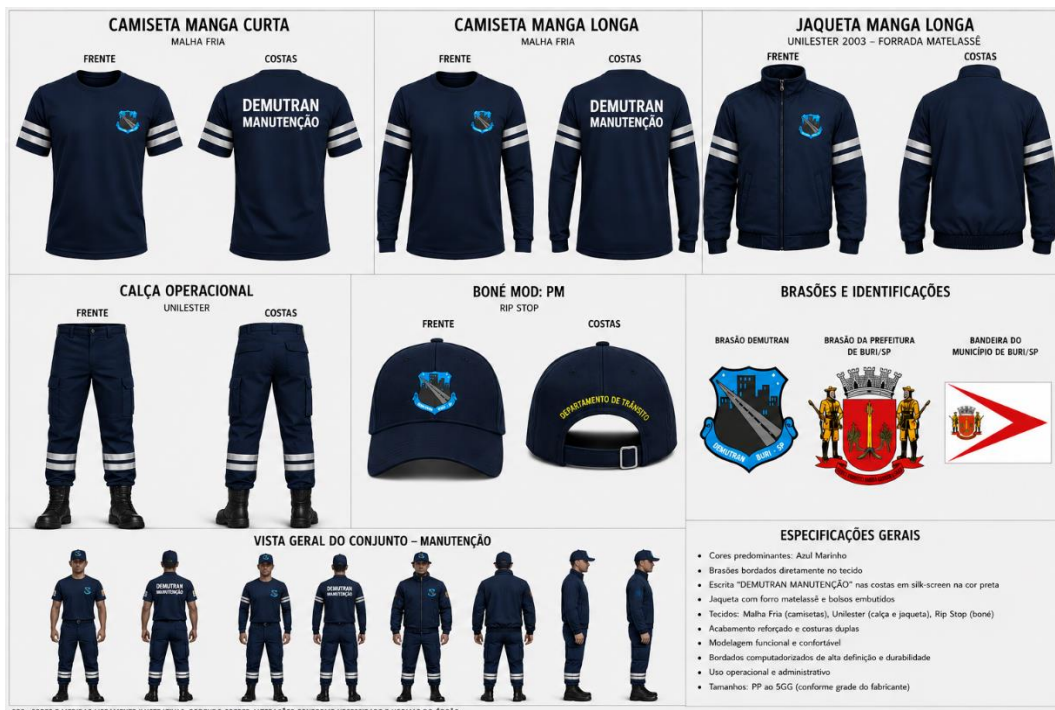 CAMISETA MANGA CURTA
MALHA FRIA
FRENTE
COSTAS
DEMUTRAN
MANUTENÇÃO
CAMISETA MANGA LONGA
MALHA FRIA
FRENTE
COSTAS
DEMUTRAN
MANUTENÇÃO
JAQUETA MANGA LONGA
UNILESTER 2003 – FORRADA MATELASSÊ
FRENTE
COSTAS
CALÇA OPERACIONAL
UNILESTER
FRENTE
COSTAS
BONÉ MOD: PM
RIP STOP
FRENTE
COSTAS
DEMUTRAN BURI - SP
DEPARTAMENTO DE TRÂNSITO
BRASÕES E IDENTIFICAÇÕES
BRASÃO DEMUTRAN
DEMUTRAN BURI - SP
BRASÃO DA PREFEITURA
DE BURI/SP
BANDEIRA DO
MUNICÍPIO DE BURI/SP
VISTA GERAL DO CONJUNTO – MANUTENÇÃO
DEMUTRAN
MANUTENÇÃO
DEMUTRAN
MANUTENÇÃO
ESPECIFICAÇÕES GERAIS
• Cores predominantes: Azul Marinho
• Brasões bordados diretamente no tecido
• Escrita "DEMUTRAN MANUTENÇÃO" nas costas em silk-screen na cor preta
• Jaqueta com forro matelassê e bolsos embutidos
• Tecidos: Malha Fria (camisetas), Unilester (calça e jaqueta), Rip Stop (boné)
• Acabamento reforçado e costuras duplas
• Modelagem funcional e confortável
• Bordados computadorizados de alta definição e durabilidade
• Uso operacional e administrativo
• Tamanhos: PP ao 5GG (conforme grade do fabricante)